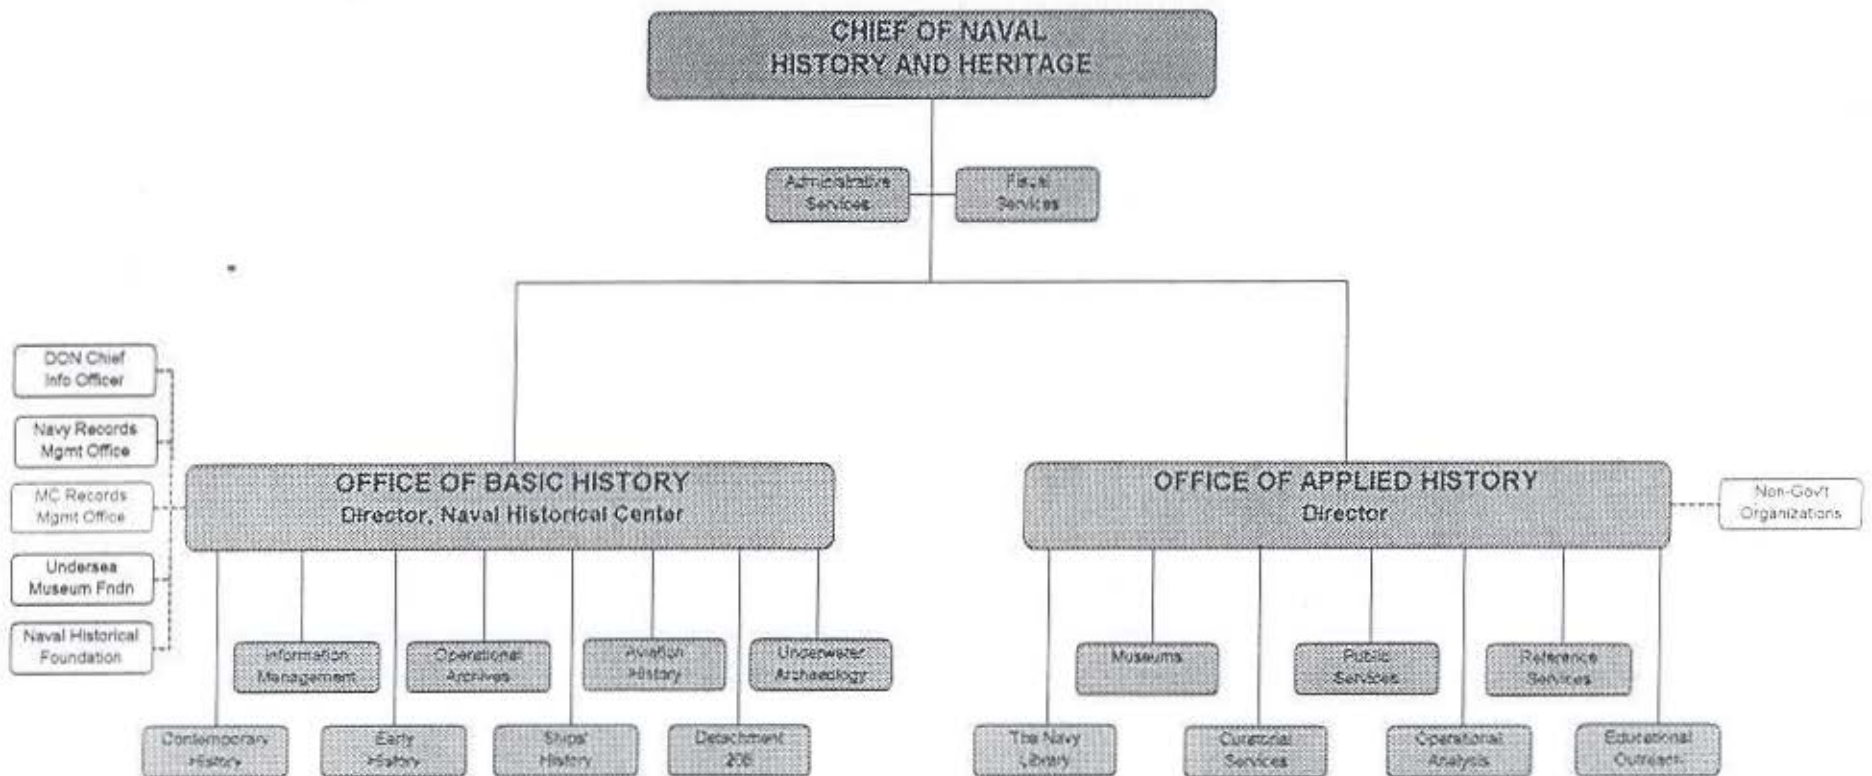 CHIEF OF NAVAL
HISTORY AND HERITAGE
Administrative
Services
Fiscal
Services
DON Chief
Info Officer
Navy Records
Mgmt Office
MC Records
Mgmt Office
Undersea
Museum Fndn
Naval Historical
Foundation
OFFICE OF BASIC HISTORY
Director, Naval Historical Center
OFFICE OF APPLIED HISTORY
Director
Non-Gov't
Organizations
Information
Management
Operational
Archives
Aviation
History
Underwater
Archaeology
Contemporary
History
Early
History
Ships'
History
Detachment
Museums
Public
Services
Reference
Services
The Navy
Library
Curatorial
Services
Operational
Analysis
Educational
Outreach